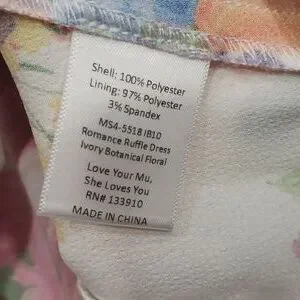 Shell: 100% Polyester
Lining: 97% Polyester
3% Spandex
MS4-5518 IB10
Romance Ruffle Dress
Ivory Botanical Floral
Love Your Mu,
She Loves You
RN# 133910
MADE IN CHINA